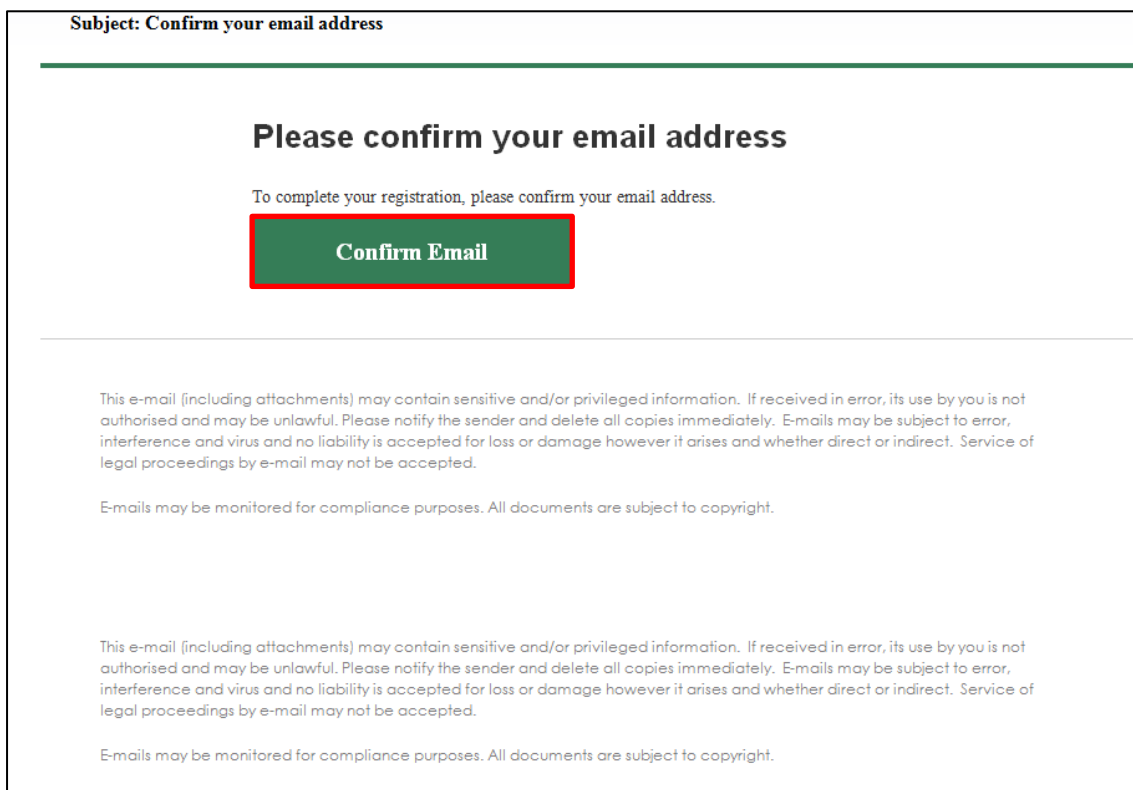 Subject: Confirm your email address
Please confirm your email address
To complete your registration, please confirm your email address.
Confirm Email
This e-mail (including attachments) may contain sensitive and/or privileged information. If received in error, its use by you is not
authorised and may be unlawful. Please notify the sender and delete all copies immediately. E-mails may be subject to error,
interference and virus and no liability is accepted for loss or damage however it arises and whether direct or indirect. Service of
legal proceedings by e-mail may not be accepted.
E-mails may be monitored for compliance purposes. All documents are subject to copyright.
This e-mail (including attachments) may contain sensitive and/or privileged information. If received in error, its use by you is not
authorised and may be unlawful. Please notify the sender and delete all copies immediately. E-mails may be subject to error,
interference and virus and no liability is accepted for loss or damage however it arises and whether direct or indirect. Service of
legal proceedings by e-mail may not be accepted.
E-mails may be monitored for compliance purposes. All documents are subject to copyright.